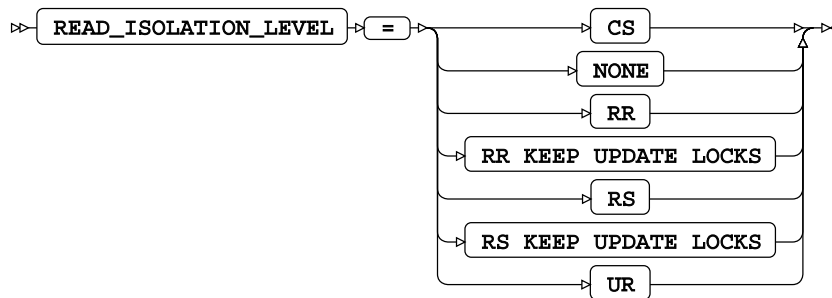 READ_ISOLATION_LEVEL = CS
NONE
RR
RR KEEP UPDATE LOCKS
RS
RS KEEP UPDATE LOCKS
UR